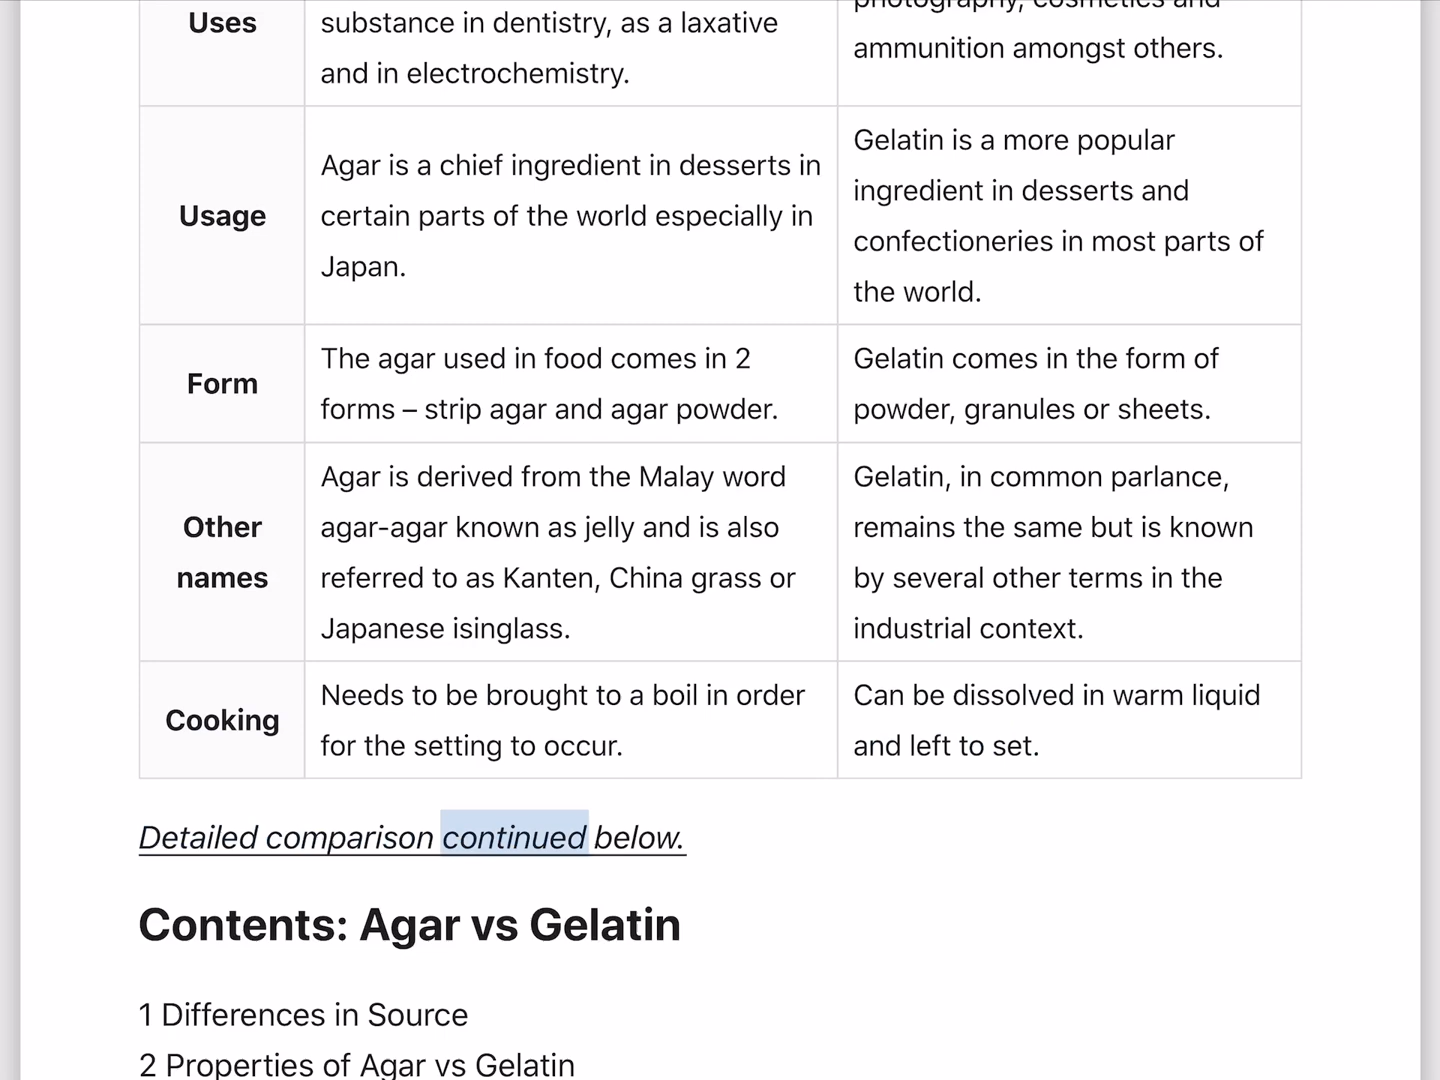 Uses
substance in dentistry, as a laxative
and in electrochemistry.
photography, cosmetics and
ammunition amongst others.
Usage
Agar is a chief ingredient in desserts in
certain parts of the world especially in
Japan.
Gelatin is a more popular
ingredient in desserts and
confectioneries in most parts of
the world.
Form
The agar used in food comes in 2
forms – strip agar and agar powder.
Gelatin comes in the form of
powder, granules or sheets.
Other
names
Agar is derived from the Malay word
agar-agar known as jelly and is also
referred to as Kanten, China grass or
Japanese isinglass.
Gelatin, in common parlance,
remains the same but is known
by several other terms in the
industrial context.
Cooking
Needs to be brought to a boil in order
for the setting to occur.
Can be dissolved in warm liquid
and left to set.
Detailed comparison continued below.
Contents: Agar vs Gelatin
1 Differences in Source
2 Properties of Agar vs Gelatin